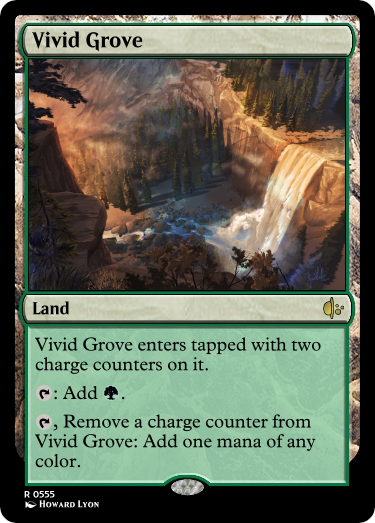 Vivid Grove
Land
Vivid Grove enters tapped with two
charge counters on it.
: Add .
, Remove a charge counter from
Vivid Grove: Add one mana of any
color.
R 0555
Howard Lyon